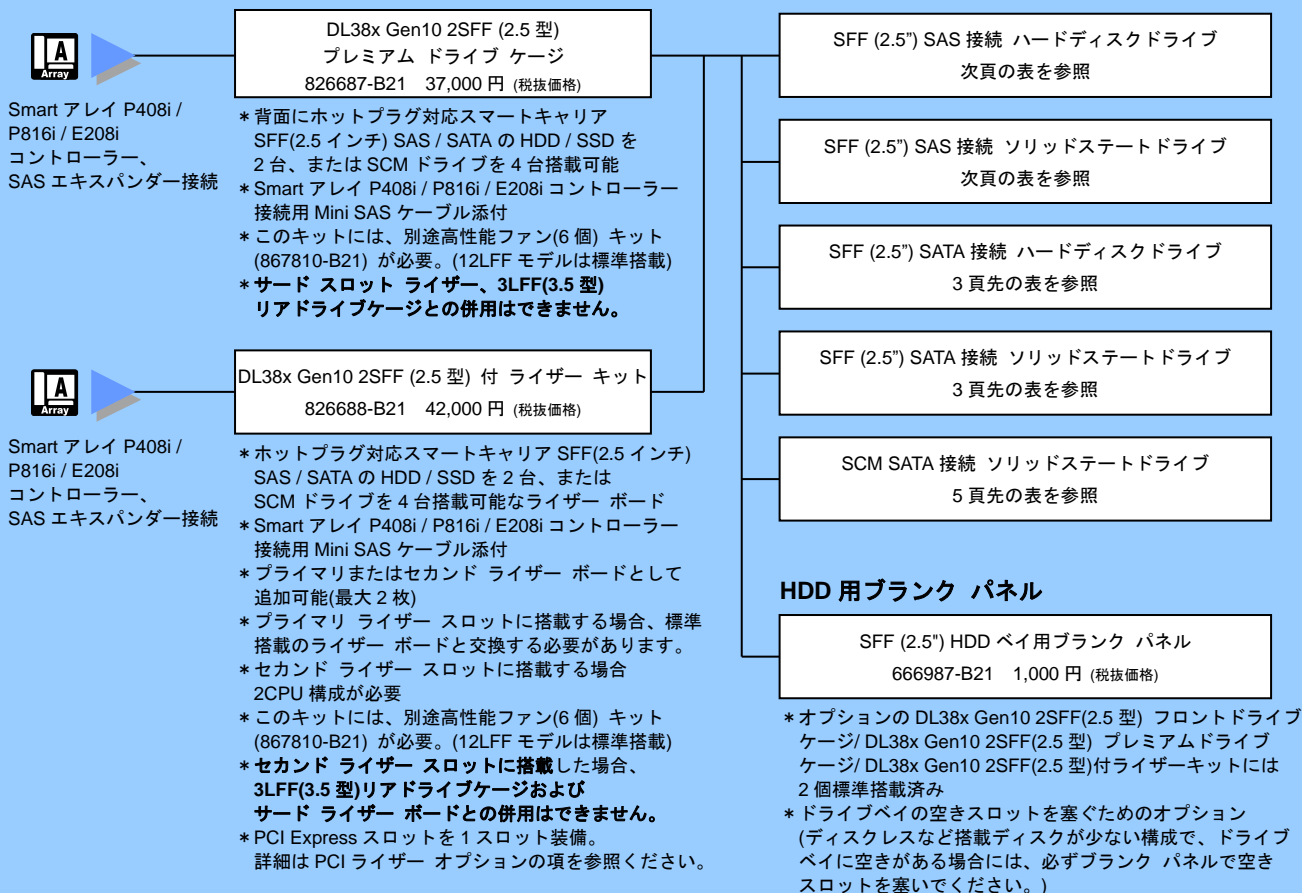 A
Array
Smart アレイ P408i /
P816i / E208i
コントローラー、
SAS エキスパンダー接続
DL38x Gen10 2SFF (2.5 型)
プレミアム ドライブ ケージ
826687-B21 37,000 円 (税抜価格)
＊背面にホットプラグ対応スマートキャリア
SFF(2.5 インチ) SAS / SATA の HDD / SSD を
2 台、または SCM ドライブを 4 台搭載可能
＊Smart アレイ P408i / P816i / E208i コントローラー
接続用 Mini SAS ケーブル添付
＊このキットには、別途高性能ファン(6 個) キット
(867810-B21) が必要。(12LFF モデルは標準搭載)
＊サード スロット ライザー、3LFF(3.5 型)
リアドライブケージとの併用はできません。
A
Array
Smart アレイ P408i /
P816i / E208i
コントローラー、
SAS エキスパンダー接続
DL38x Gen10 2SFF (2.5 型) 付 ライザー キット
826688-B21 42,000 円 (税抜価格)
＊ホットプラグ対応スマートキャリア SFF(2.5 インチ)
SAS / SATA の HDD / SSD を 2 台、または
SCM ドライブを 4 台搭載可能なライザー ボード
＊Smart アレイ P408i / P816i / E208i コントローラー
接続用 Mini SAS ケーブル添付
＊プライマリまたはセカンド ライザー ボードとして
追加可能(最大 2 枚)
＊プライマリ ライザー スロットに搭載する場合、標準
搭載のライザー ボードと交換する必要があります。
＊セカンド ライザー スロットに搭載する場合
2CPU 構成が必要
＊このキットには、別途高性能ファン(6 個) キット
(867810-B21) が必要。(12LFF モデルは標準搭載)
＊セカンド ライザー スロットに搭載した場合、
3LFF(3.5 型)リアドライブケージおよび
サード ライザー ボードとの併用はできません。
＊PCI Express スロットを 1 スロット装備。
詳細は PCI ライザー オプションの項を参照ください。
SFF (2.5”) SAS 接続 ハードディスクドライブ
次頁の表を参照
SFF (2.5”) SAS 接続 ソリッドステートドライブ
次頁の表を参照
SFF (2.5”) SATA 接続 ハードディスクドライブ
3 頁先の表を参照
SFF (2.5”) SATA 接続 ソリッドステートドライブ
3 頁先の表を参照
SCM SATA 接続 ソリッドステートドライブ
5 頁先の表を参照
HDD 用ブランク パネル
SFF (2.5") HDD ベイ用ブランク パネル
666987-B21 1,000 円 (税抜価格)
＊オプションの DL38x Gen10 2SFF(2.5 型) フロントドライブ
ケージ/ DL38x Gen10 2SFF(2.5 型) プレミアムドライブ
ケージ/ DL38x Gen10 2SFF(2.5 型)付ライザーキットには
2 個標準搭載済み
＊ドライブベイの空きスロットを塞ぐためのオプション
(ディスクレスなど搭載ディスクが少ない構成で、ドライブ
ベイに空きがある場合には、必ずブランク パネルで空き
スロットを塞いでください。)